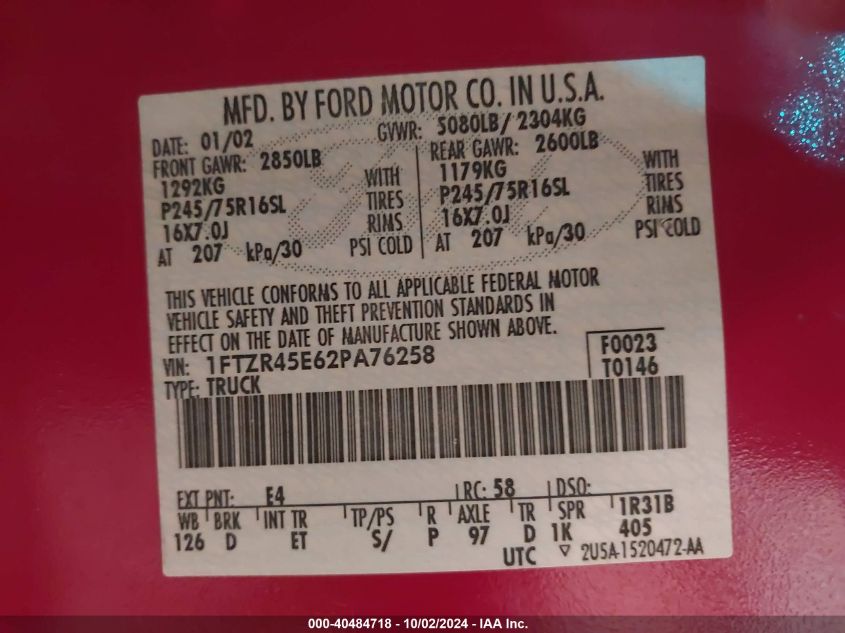 MFD. BY FORD MOTOR CO. IN U.S.A.
DATE: 01/02 GVWR: 5080LB/ 2304KG
FRONT GAWR: 2850LB REAR GAWR: 2600LB
1292KG WITH 1179KG WITH
P245/75R16SL TIRES P245/75R16SL TIRES
16X7.0J RIMS 16X7.0J RIMS
AT 207 kPa/30 PSI COLD AT 207 kPa/30 PSI COLD
THIS VEHICLE CONFORMS TO ALL APPLICABLE FEDERAL MOTOR
VEHICLE SAFETY AND THEFT PREVENTION STANDARDS IN
EFFECT ON THE DATE OF MANUFACTURE SHOWN ABOVE.
VIN: 1FTZR45E62PA76258 F0023
TYPE: TRUCK T0146
EXT PNT: E4 RC: 58 DSO:
WB BRK INT TR TP/PS R AXLE TR SPR 1R31B
126 D ET S/ P 97 D 1K 405
UTC ▽ 2U5A-1520472-AA
000-40484718 - 10/02/2024 - IAA Inc.